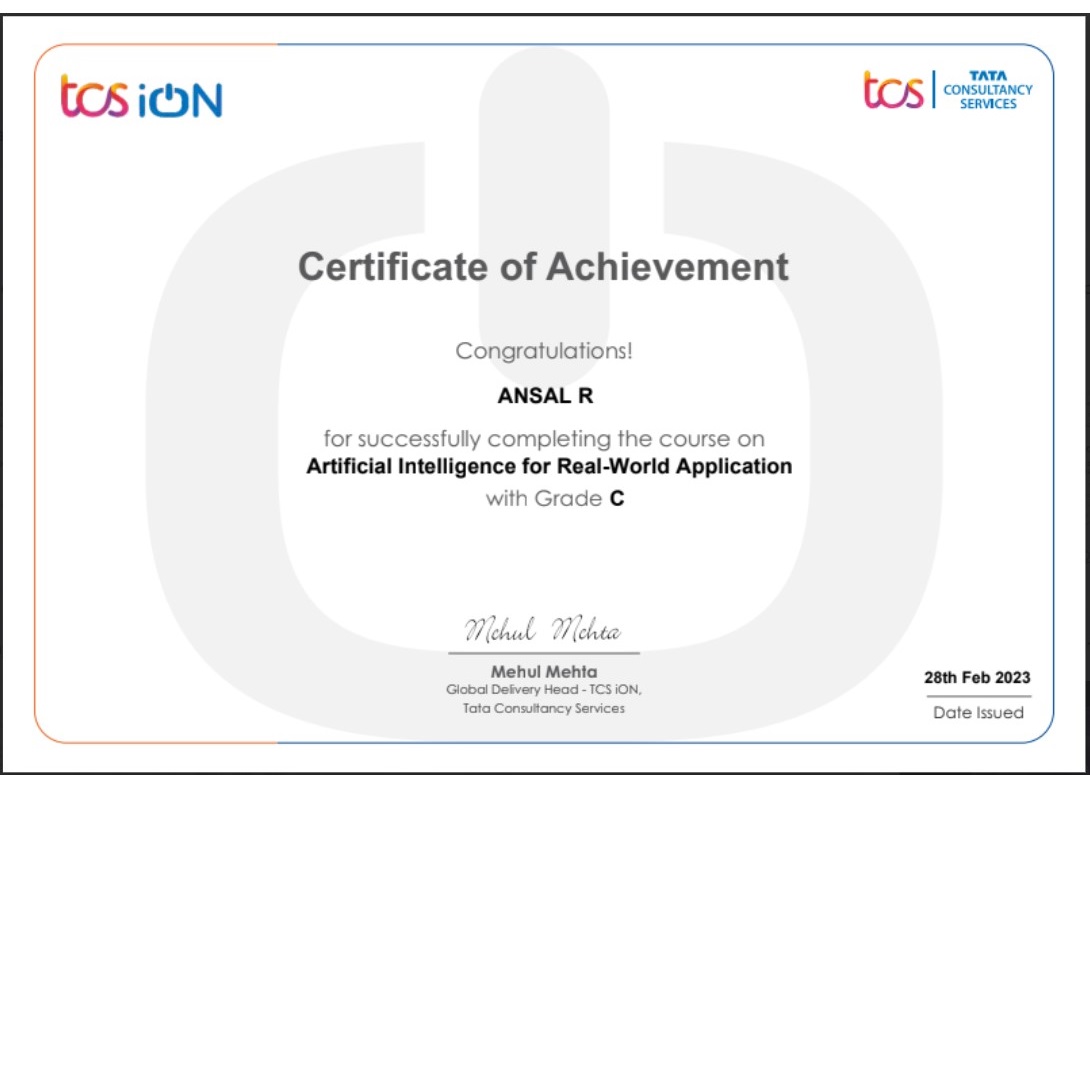 tcs iON
tcs | TATA
CONSULTANCY
SERVICES
Certificate of Achievement
Congratulations!
ANSAL R
for successfully completing the course on
Artificial Intelligence for Real-World Application
with Grade C
Mehul Mehta
Mehul Mehta
Global Delivery Head - TCS iON,
Tata Consultancy Services
28th Feb 2023
Date Issued